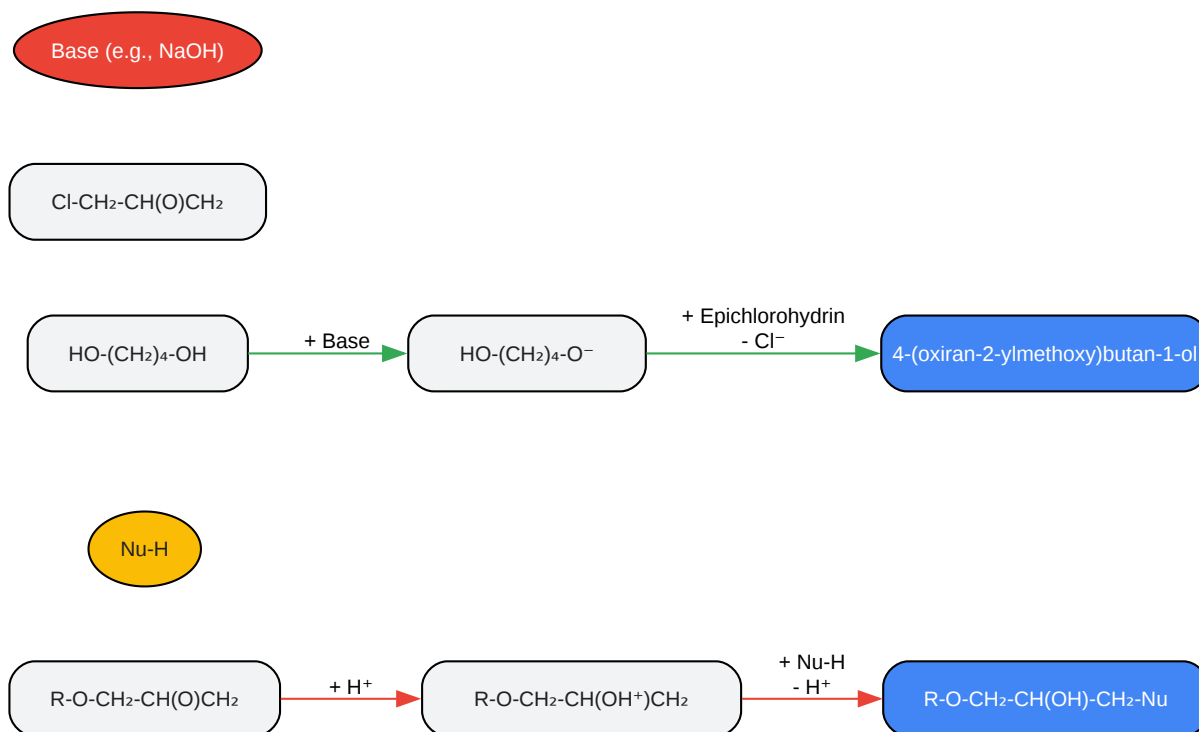 Base (e.g., NaOH)
Cl-CH₂-CH(O)CH₂
HO-(CH₂)₄-OH
+ Base
HO-(CH₂)₄-O⁻
+ Epichlorohydrin
- Cl⁻
4-(oxiran-2-ylmethoxy)butan-1-ol
Nu-H
R-O-CH₂-CH(O)CH₂
+ H⁺
R-O-CH₂-CH(OH⁺)CH₂
+ Nu-H
- H⁺
R-O-CH₂-CH(OH)-CH₂-Nu